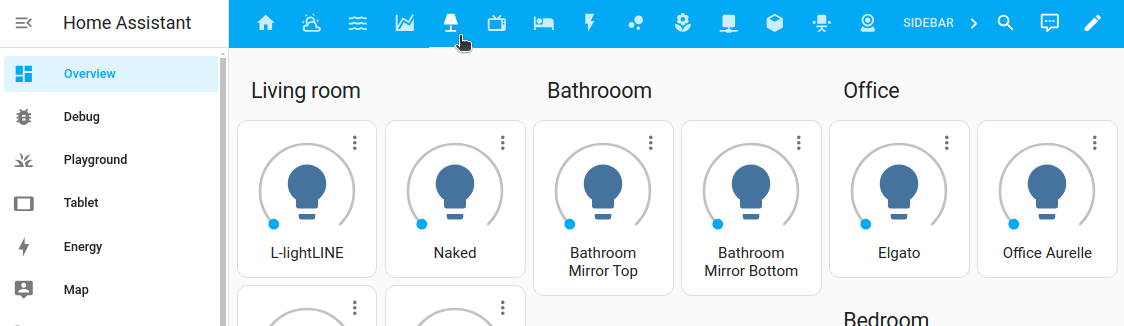 Home Assistant
SIDEBAR
Overview
Debug
Playground
Tablet
Energy
Map
Living room
Bathrooom
Office
L-lightLINE
Naked
Bathroom
Mirror Top
Bathroom
Mirror Bottom
Elgato
Office Aurelle
Bedroom